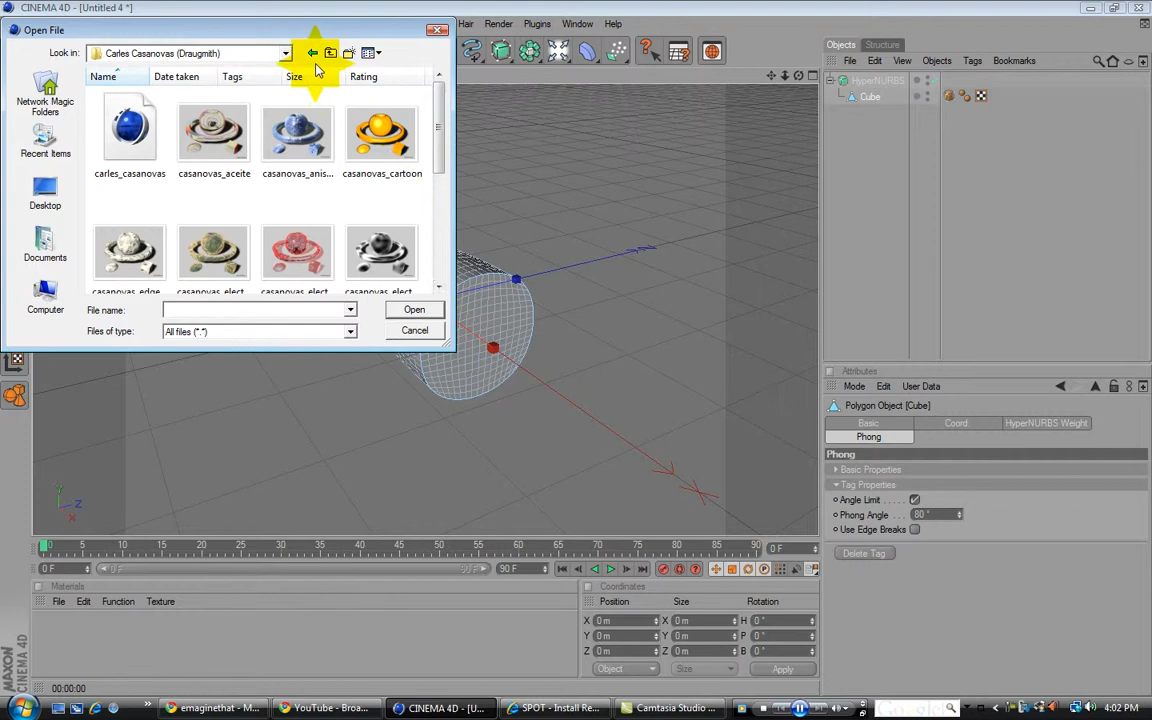 CINEMA 4D - [Untitled 4 *]
Hair Render Plugins Window Help
Open File
Look in: Carles Casanovas (Draugmith)
Name Date taken Tags Size Rating
Network Magic Folders
Recent Items
Desktop
Documents
Computer
carles_casanovas casanovas_aceite casanovas_anis... casanovas_cartoon
casanovas_edge casanovas_elect casanovas_elect casanovas_elect
File name: Open
Files of type: All files (*.*) Cancel
Objects Structure
File Edit View Objects Tags Bookmarks
HyperNURBS
Cube
Attributes
Mode Edit User Data
Polygon Object [Cube]
Basic Coord. HyperNURBS Weight
Phong
Phong
Basic Properties
Tag Properties
Angle Limit
Phong Angle 80 °
Use Edge Breaks
Delete Tag
Y Z X
0 5 10 15 20 25 30 35 40 45 50 55 60 65 70 75 80 85 90 0 F
0 F 0 F 90 F 90 F
Materials
File Edit Function Texture
Coordinates
Position Size Rotation
X 0 m X 0 m H 0 °
Y 0 m Y 0 m P 0 °
Z 0 m Z 0 m B 0 °
Object Size Apply
MAXON CINEMA 4D
00:00:00
emaginethat - M... YouTube - Broa... CINEMA 4D - [U... SPOT - Install Re... Camtasia Studio ... Google 4:02 PM